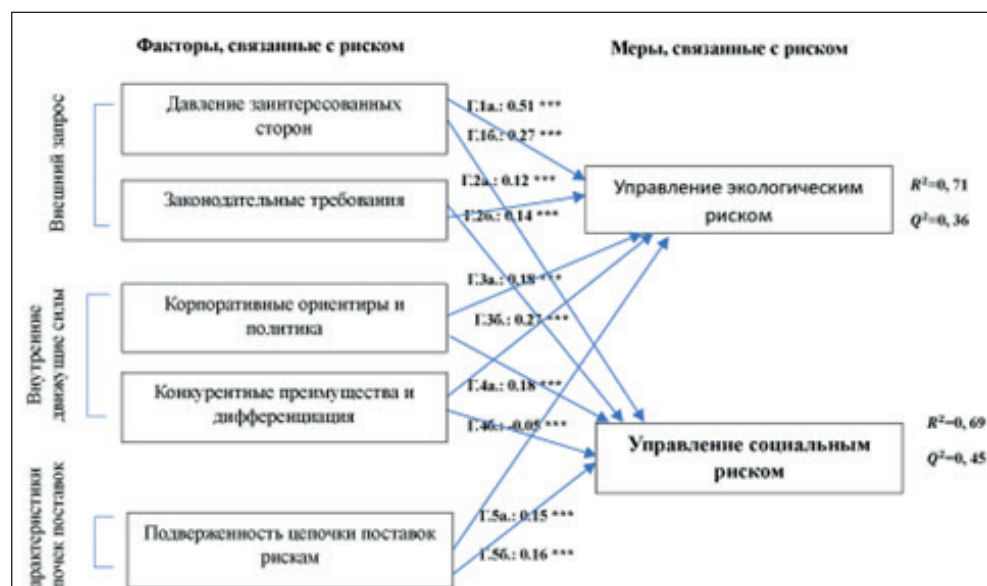 Факторы, связанные с риском
Меры, связанные с риском
Внешний запрос
Давление заинтересованных
сторон
Законодательные требования
Г.1а.: 0.51 ***
Г.1б.: 0.27 ***
Г.2а.: 0.12 ***
Г.2б.: 0.14 ***
Управление экологическим
риском
R²=0, 71
Q²=0, 36
Внутренние
движущие силы
Корпоративные ориентиры и
политика
Конкурентные преимущества и
дифференциация
Г.3а.: 0.18 ***
Г.3б.: 0.27 ***
Г.4а.: 0.18 ***
Г.4б.: -0.05 ***
Управление социальным
риском
R²=0, 69
Q²=0, 45
арактеристики
почек поставок
Подверженность цепочки поставок
рискам
Г.5а.: 0.15 ***
Г.5б.: 0.16 ***